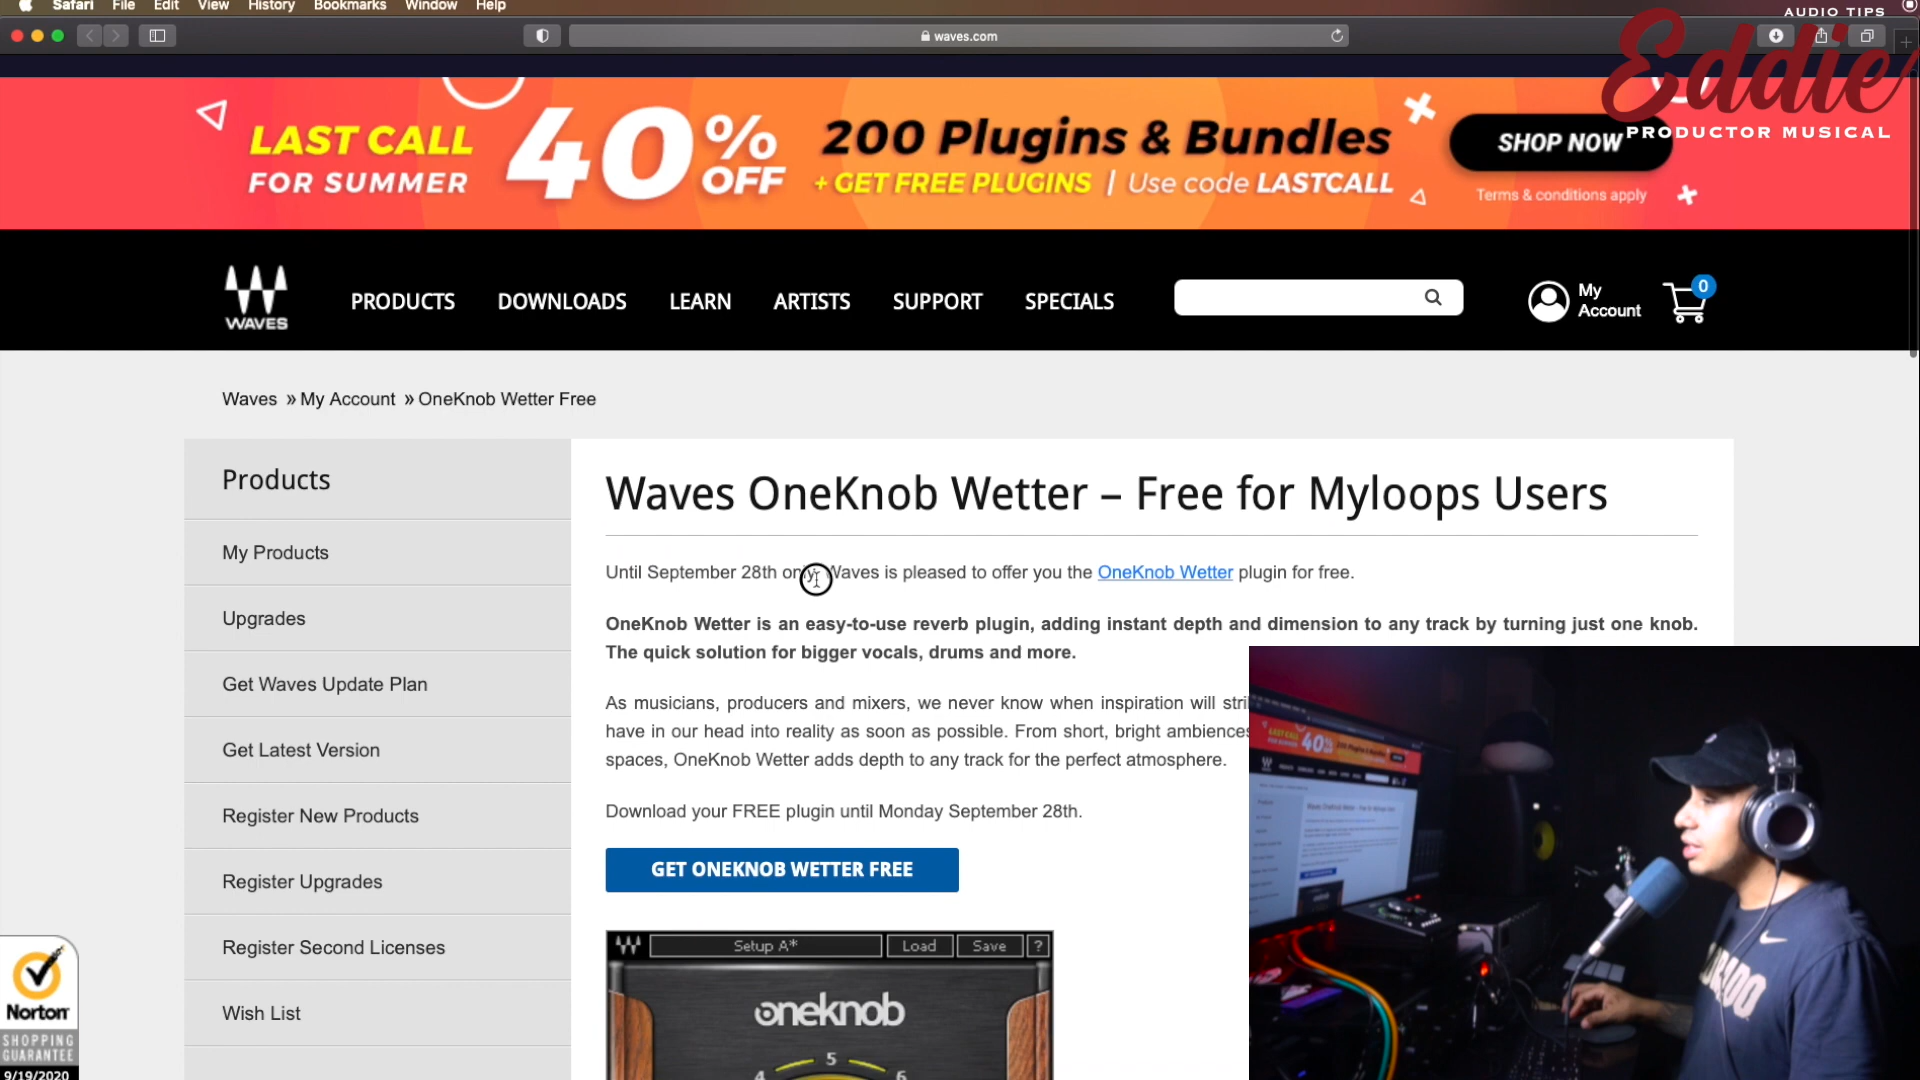 Safari File Edit View History Bookmarks Window Help
AUDIO TIPS
waves.com
Eddie
PRODUCTOR MUSICAL
LAST CALL
FOR SUMMER
40% OFF
200 Plugins & Bundles
+ GET FREE PLUGINS | Use code LASTCALL
SHOP NOW
Terms & conditions apply
WAVES
PRODUCTS DOWNLOADS LEARN ARTISTS SUPPORT SPECIALS
My Account
0
Waves » My Account » OneKnob Wetter Free
Products
My Products
Upgrades
Get Waves Update Plan
Get Latest Version
Register New Products
Register Upgrades
Register Second Licenses
Wish List
Waves OneKnob Wetter – Free for Myloops Users
Until September 28th only, Waves is pleased to offer you the OneKnob Wetter plugin for free.
OneKnob Wetter is an easy-to-use reverb plugin, adding instant depth and dimension to any track by turning just one knob.
The quick solution for bigger vocals, drums and more.
As musicians, producers and mixers, we never know when inspiration will stri
have in our head into reality as soon as possible. From short, bright ambiences
spaces, OneKnob Wetter adds depth to any track for the perfect atmosphere.
Download your FREE plugin until Monday September 28th.
GET ONEKNOB WETTER FREE
Setup A* Load Save ?
oneknob
4 5 6
Norton
SHOPPING
GUARANTEE
9/19/2020